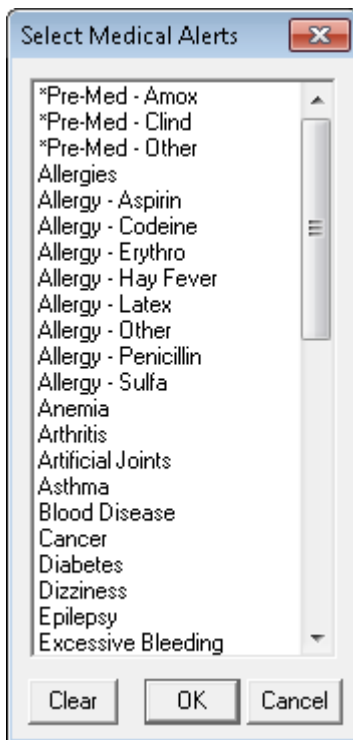 Select Medical Alerts
*Pre-Med - Amox
*Pre-Med - Clind
*Pre-Med - Other
Allergies
Allergy - Aspirin
Allergy - Codeine
Allergy - Erythro
Allergy - Hay Fever
Allergy - Latex
Allergy - Other
Allergy - Penicillin
Allergy - Sulfa
Anemia
Arthritis
Artificial Joints
Asthma
Blood Disease
Cancer
Diabetes
Dizziness
Epilepsy
Excessive Bleeding
Clear OK Cancel